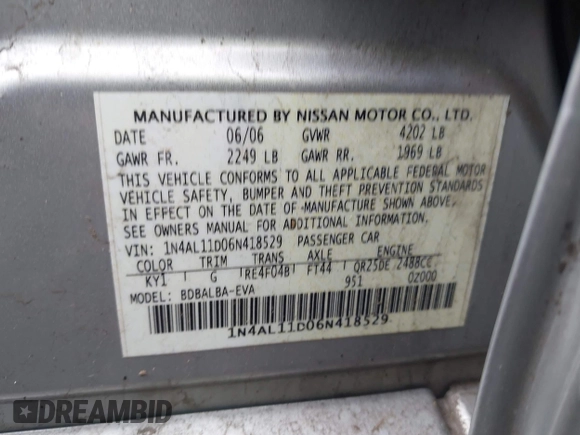 MANUFACTURED BY NISSAN MOTOR CO., LTD.
DATE 06/06 GVWR 4202 LB
GAWR FR. 2249 LB GAWR RR. 1969 LB
THIS VEHICLE CONFORMS TO ALL APPLICABLE FEDERAL MOTOR
VEHICLE SAFETY, BUMPER AND THEFT PREVENTION STANDARDS
IN EFFECT ON THE DATE OF MANUFACTURE SHOWN ABOVE.
SEE OWNERS MANUAL FOR ADDITIONAL INFORMATION.
VIN: 1N4AL11D06N418529 PASSENGER CAR
COLOR TRIM TRANS AXLE ENGINE
KY1 G RE4F04B FT44 QR25DE 2488CC
MODEL: BDBALBA-EVA 951 02000
1N4AL11D06N418529
DREAMBID